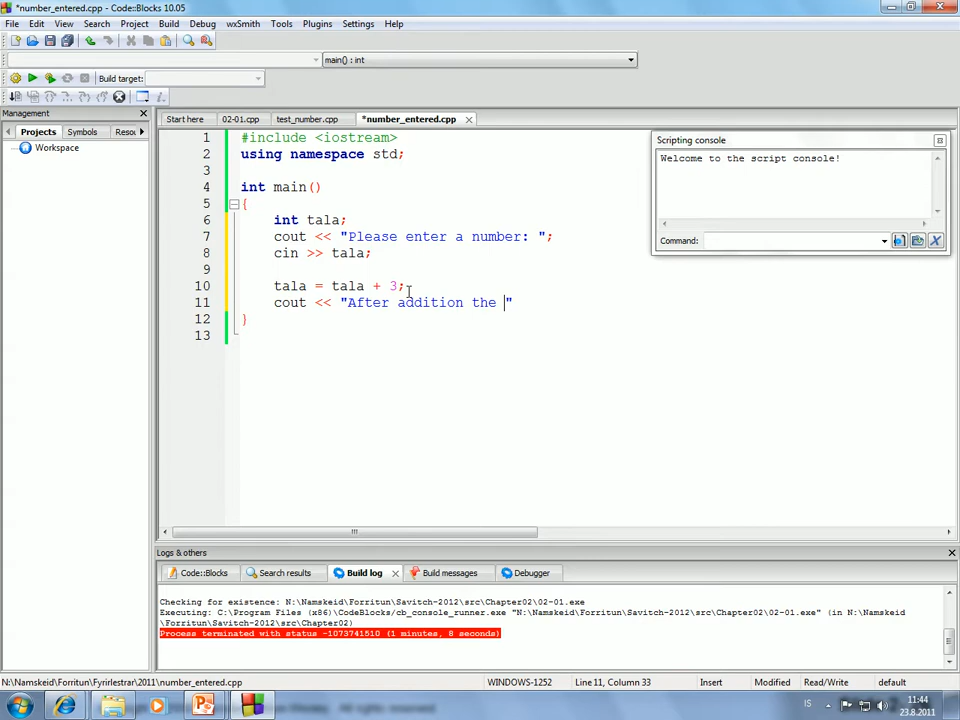 *number_entered.cpp - Code::Blocks 10.05
File Edit View Search Project Build Debug wxSmith Tools Plugins Settings Help
main() : int
Build target:
Management
Projects Symbols Resou
Workspace
Start here 02-01.cpp test_number.cpp *number_entered.cpp
1 #include <iostream>
2 using namespace std;
3
4 int main()
5 {
6 int tala;
7 cout << "Please enter a number: ";
8 cin >> tala;
9
10 tala = tala + 3;
11 cout << "After addition the "
12 }
13
Scripting console
Welcome to the script console!
Command:
Logs & others
Code::Blocks Search results Build log Build messages Debugger
Checking for existence: N:\Namskeid\Forritun\Savitch-2012\src\Chapter02\02-01.exe
Executing: C:\Program Files (x86)\CodeBlocks/cb_console_runner.exe "N:\Namskeid\Forritun\Savitch-2012\src\Chapter02\02-01.exe" (in N:\Namskeid
\Forritun\Savitch-2012\src\Chapter02)
Process terminated with status -1073741510 (1 minutes, 8 seconds)
N:\Namskeid\Forritun\Fyrirlestrar\2011\number_entered.cpp WINDOWS-1252 Line 11, Column 33 Insert Modified Read/Write default
IS 11:44
23.8.2011